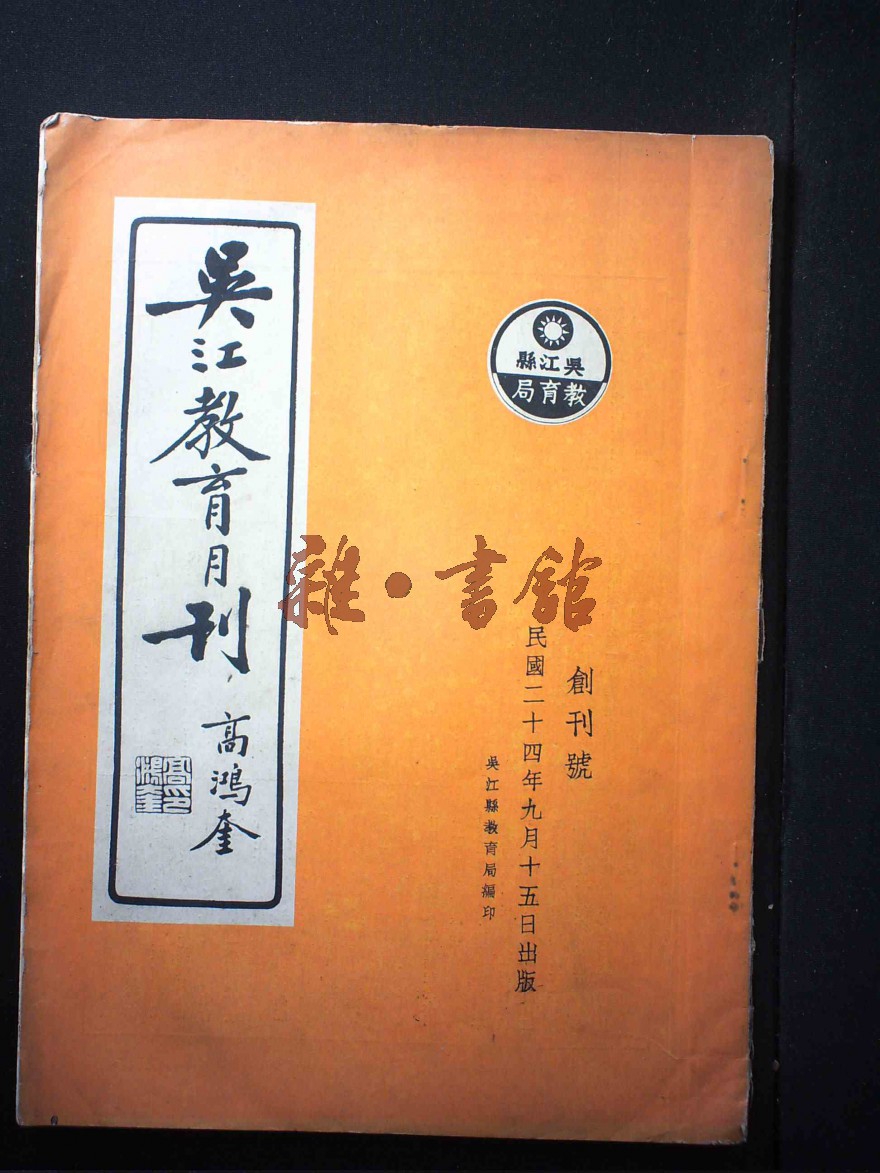 吳江教育月刊
高鴻奎
高鴻奎印
吳江縣
教育局
雜·書舘
創刊號
民國二十四年九月十五日出版
吳江縣教育局編印